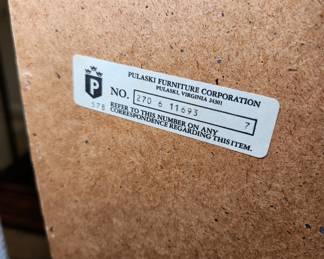 P
PULASKI FURNITURE CORPORATION
PULASKI, VIRGINIA 24301
NO. 270 6 11693 7
578 REFER TO THIS NUMBER ON ANY
CORRESPONDENCE REGARDING THIS ITEM.